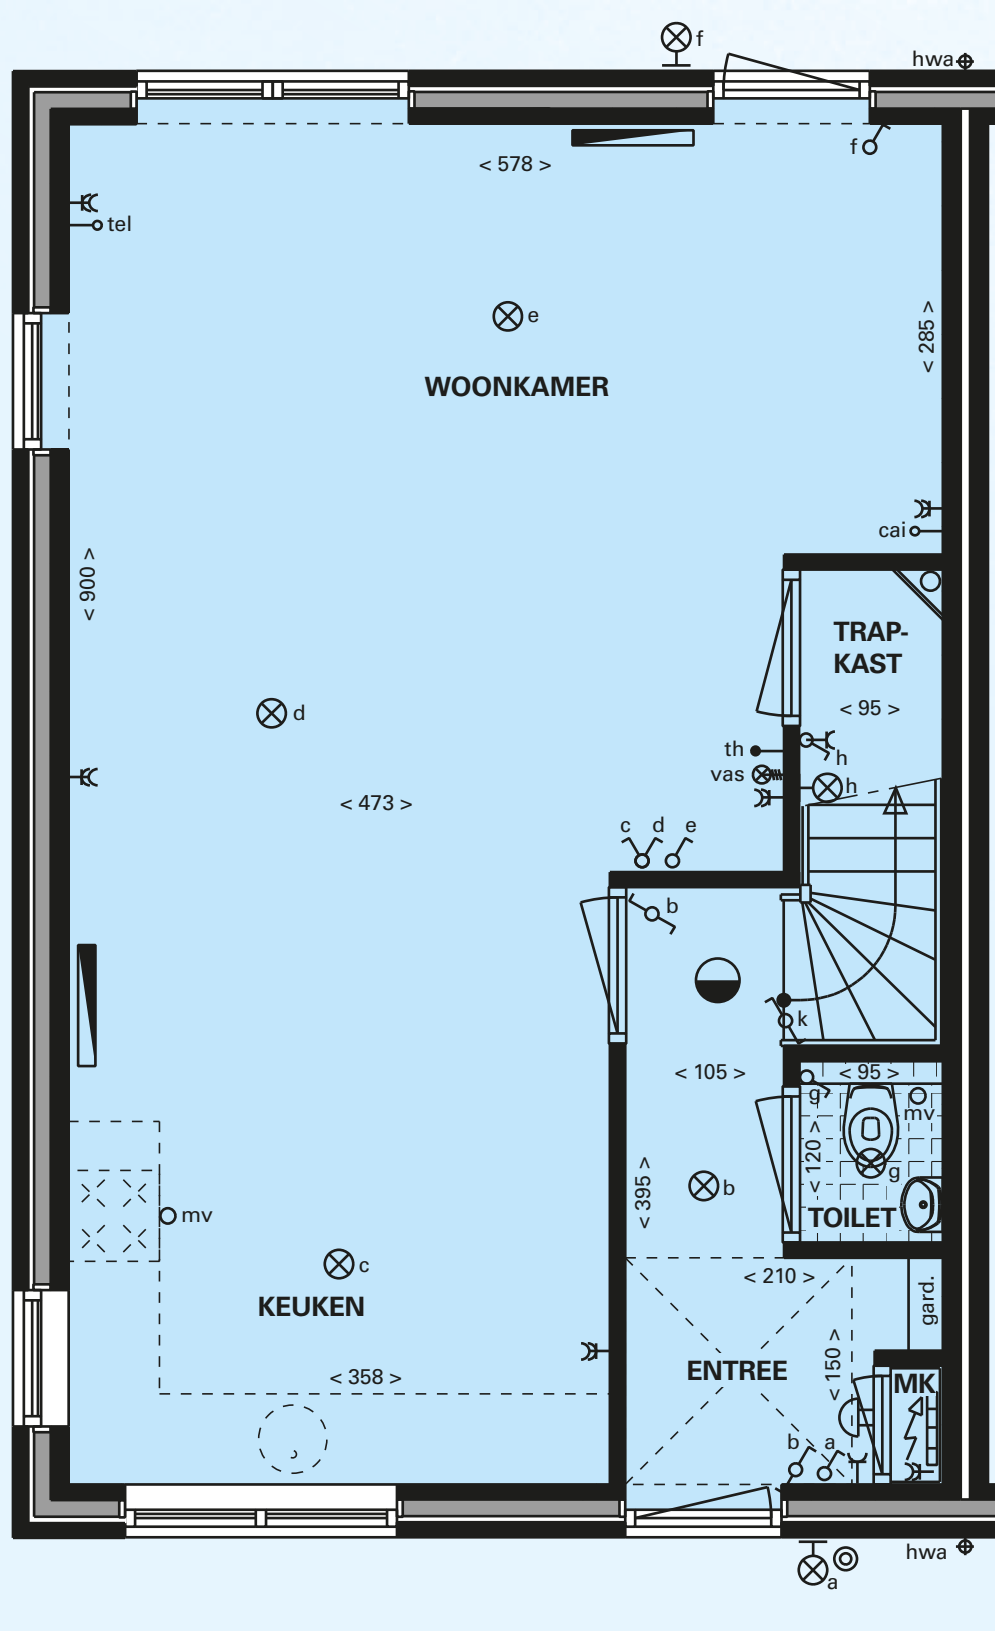 f
hwa
f
< 578 >
tel
e
< 285 >
WOONKAMER
cai
< 900 >
TRAP-
KAST
< 95 >
d
th
h
vas
h
< 473 >
c d e
b
k
< 105 >
< 95 >
g
mv
< 120 >
g
< 395 >
b
TOILET
mv
c
KEUKEN
< 210 >
gard.
< 150 >
ENTREE
MK
< 358 >
b a
hwa
a